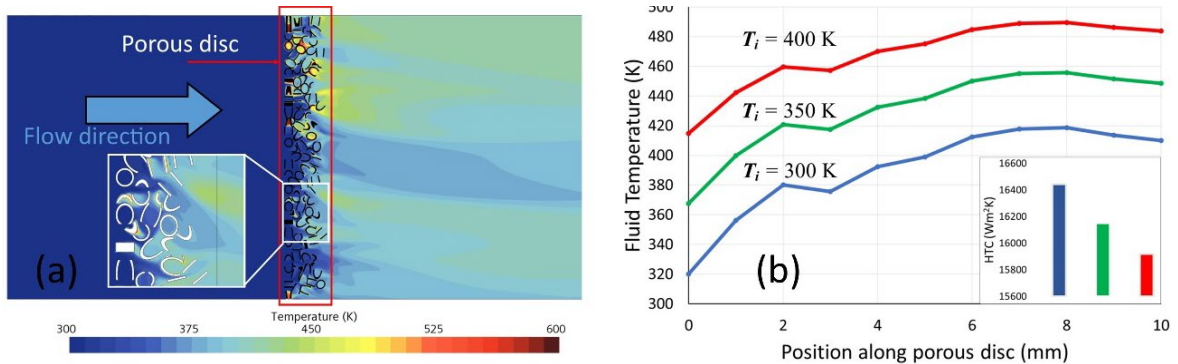 (a)
Porous disc
Flow direction
Temperature (K)
300 375 450 525 600
Fluid Temperature (K)
500
480
460
440
420
400
380
360
340
320
300
T_i = 400 K
T_i = 350 K
T_i = 300 K
(b)
HTC (Wm²K)
16600
16400
16200
16000
15800
15600
0 2 4 6 8 10
Position along porous disc (mm)